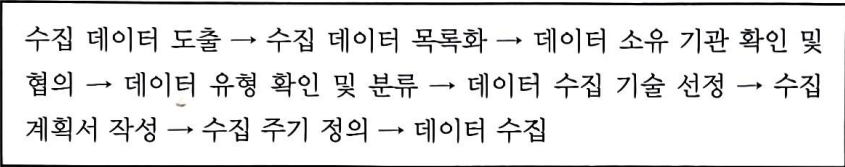 수집 데이터 도출 → 수집 데이터 목록화 → 데이터 소유 기관 확인 및
협의 → 데이터 유형 확인 및 분류 → 데이터 수집 기술 선정 → 수집
계획서 작성 → 수집 주기 정의 → 데이터 수집